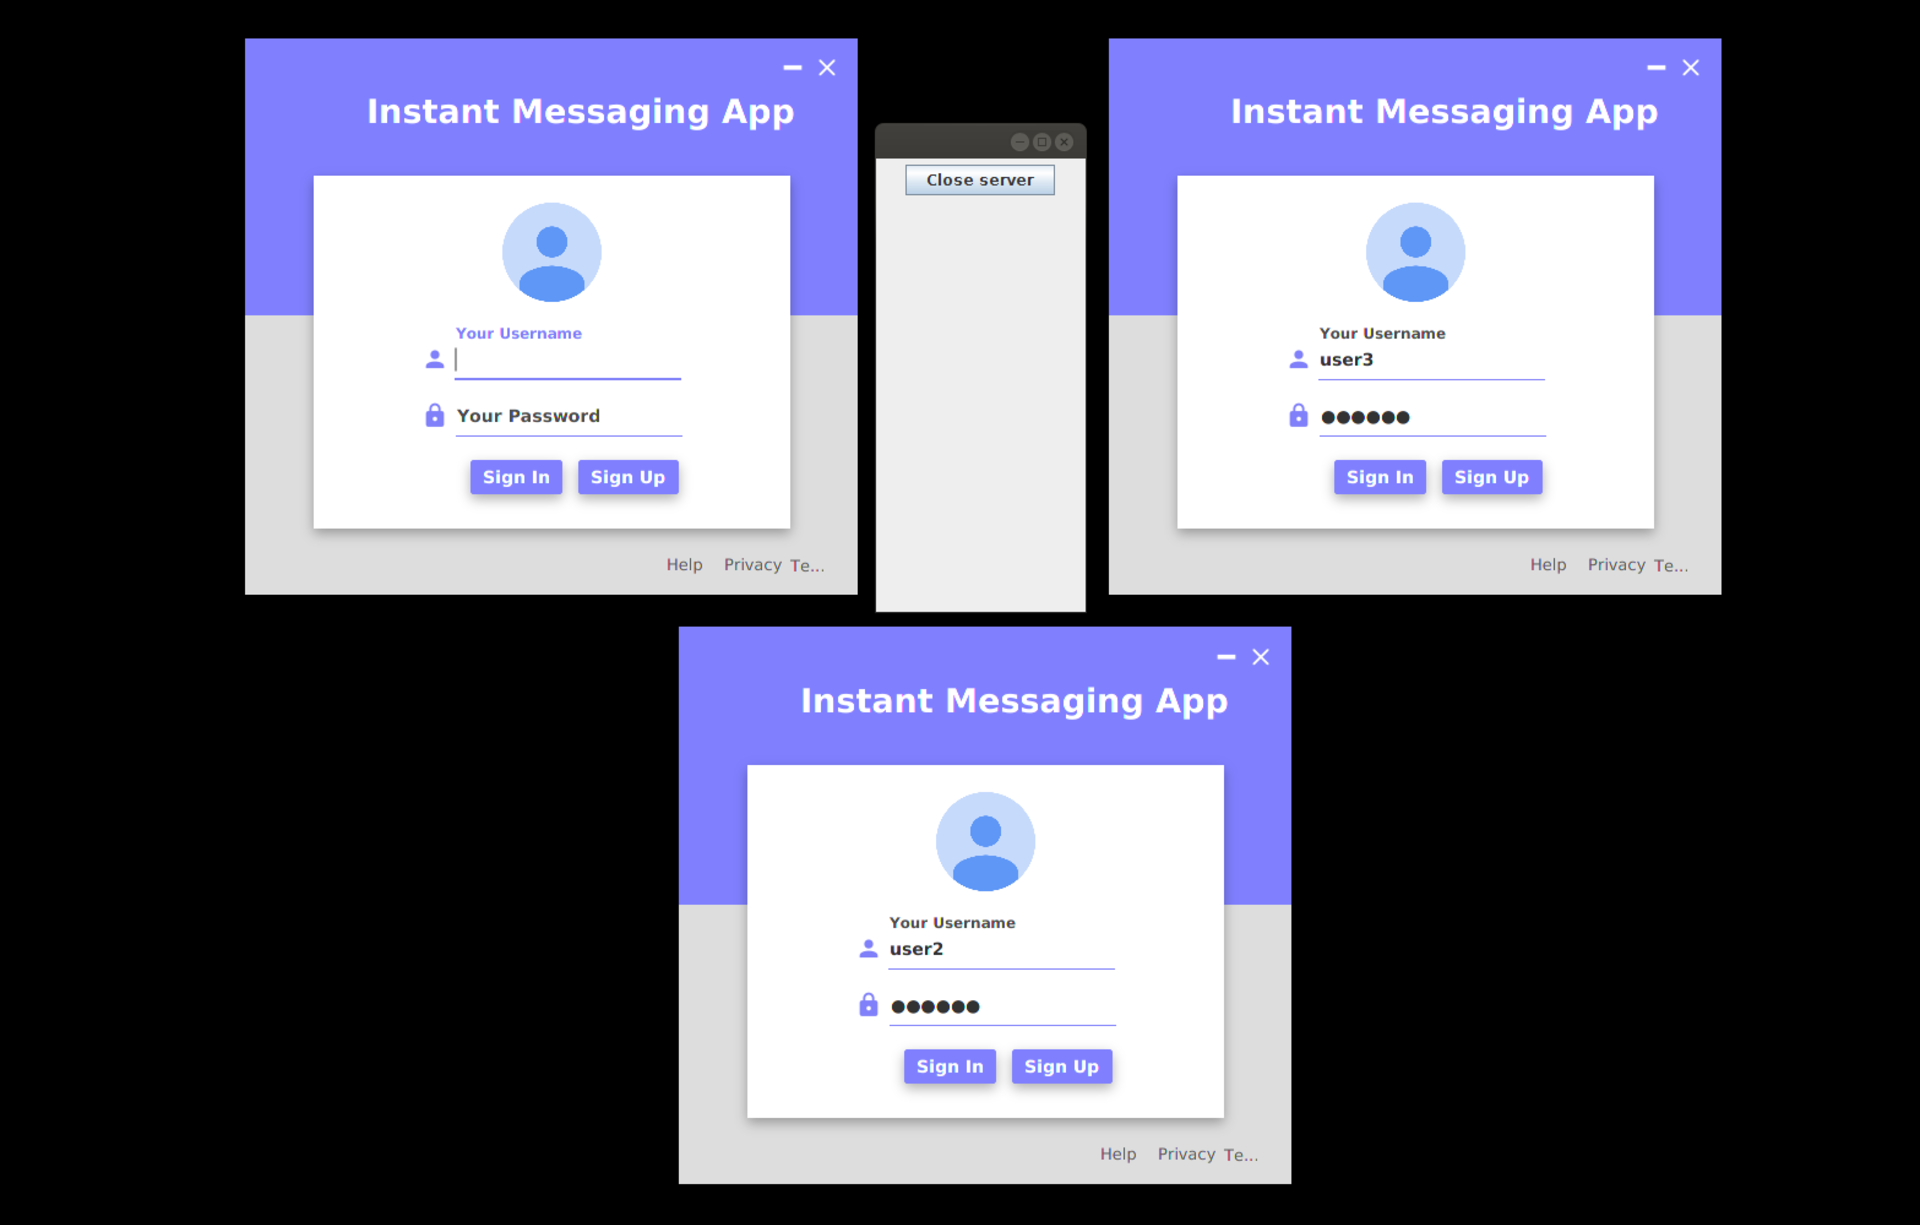 Instant Messaging App
Your Username
Your Password
Sign In Sign Up
Help Privacy Te...
Close server
Instant Messaging App
Your Username
user3
●●●●●●
Sign In Sign Up
Help Privacy Te...
Instant Messaging App
Your Username
user2
●●●●●●
Sign In Sign Up
Help Privacy Te...